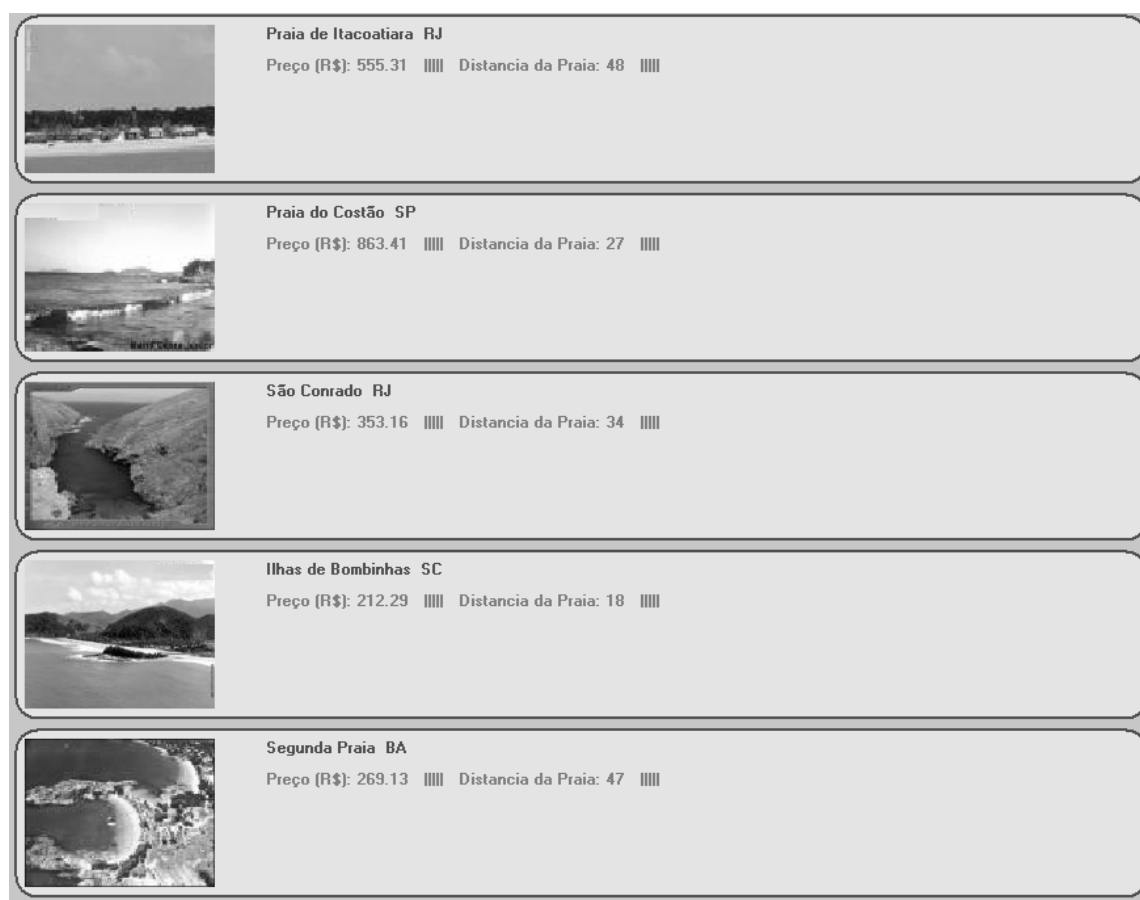 Praia de Itacoatiara RJ
Preço (R$): 555.31 ||||| Distancia da Praia: 48 |||||
Praia do Costão SP
Preço (R$): 863.41 ||||| Distancia da Praia: 27 |||||
São Conrado RJ
Preço (R$): 353.16 ||||| Distancia da Praia: 34 |||||
Ilhas de Bombinhas SC
Preço (R$): 212.29 ||||| Distancia da Praia: 18 |||||
Segunda Praia BA
Preço (R$): 269.13 ||||| Distancia da Praia: 47 |||||